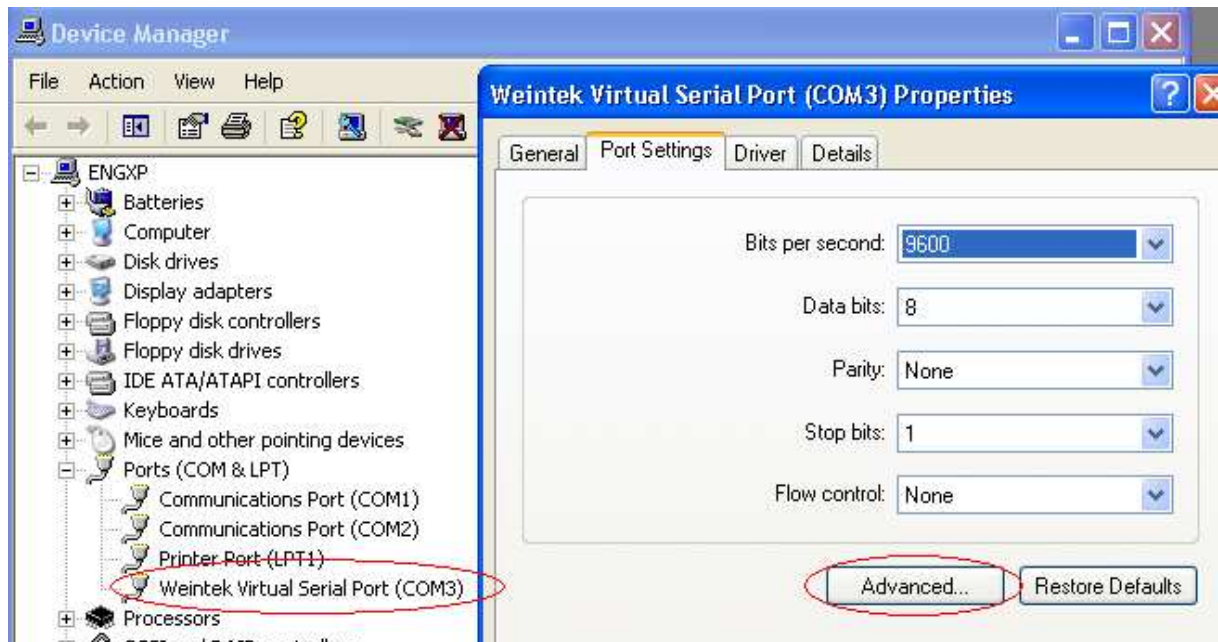 Device Manager
File Action View Help
ENGXP
Batteries
Computer
Disk drives
Display adapters
Floppy disk controllers
Floppy disk drives
IDE ATA/ATAPI controllers
Keyboards
Mice and other pointing devices
Ports (COM & LPT)
Communications Port (COM1)
Communications Port (COM2)
Printer Port (LPT1)
Weintek Virtual Serial Port (COM3)
Processors
Weintek Virtual Serial Port (COM3) Properties
General Port Settings Driver Details
Bits per second: 9600
Data bits: 8
Parity: None
Stop bits: 1
Flow control: None
Advanced... Restore Defaults